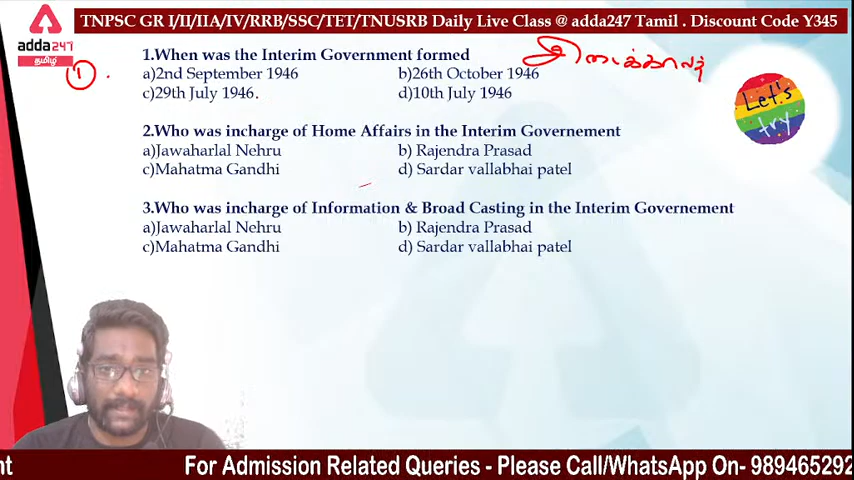 TNPSC GR I/II/IIA/IV/RRB/SSC/TET/TNUSRB Daily Live Class @ adda247 Tamil . Discount Code Y345
adda247
தமிழ்
1.When was the Interim Government formed
இடைக்கால
1 .
a)2nd September 1946 b)26th October 1946
c)29th July 1946 d)10th July 1946
Let's
try
2.Who was incharge of Home Affairs in the Interim Governement
a)Jawaharlal Nehru b) Rajendra Prasad
c)Mahatma Gandhi d) Sardar vallabhai patel
3.Who was incharge of Information & Broad Casting in the Interim Governement
a)Jawaharlal Nehru b) Rajendra Prasad
c)Mahatma Gandhi d) Sardar vallabhai patel
nt For Admission Related Queries - Please Call/WhatsApp On- 989465292